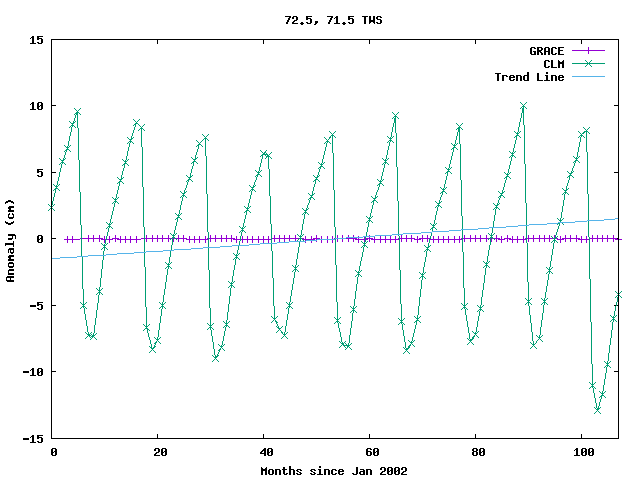 72.5, 71.5 TWS
GRACE
CLM
Trend Line
15
10
5
0
-5
-10
-15
Anomaly (cm)
0 20 40 60 80 100
Months since Jan 2002